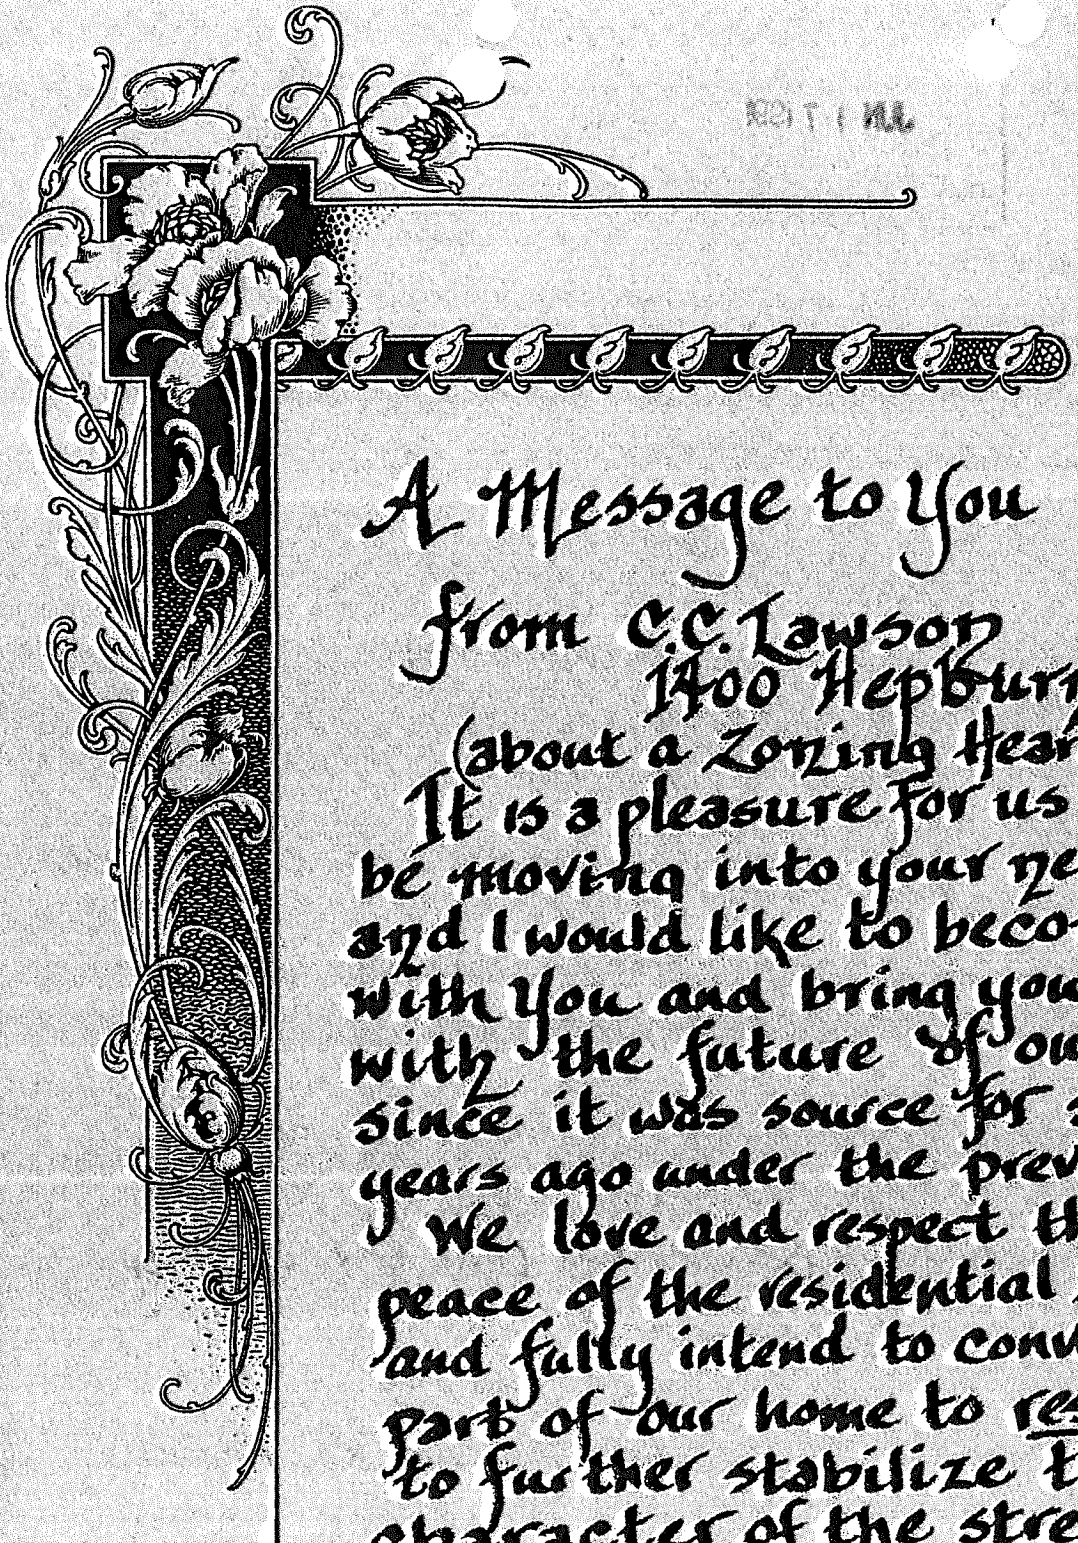 A Message to You
from C.C. Lawson
1400 Hepburn
(about a Zoning Hear
It is a pleasure for us
be moving into your ne
and I would like to beco
with You and bring you
with the future of ou
since it was source for s
years ago under the prev
We love and respect th
peace of the residential
and fully intend to conv
part of our home to res
to further stabilize t
character of the stre